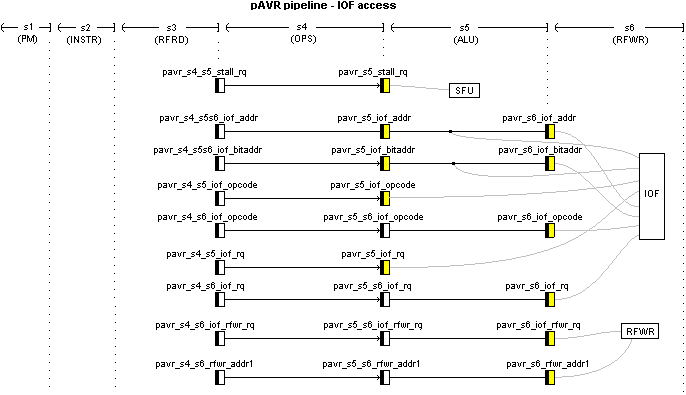 pAVR pipeline - IOF access
s1 s2 s3 s4 s5 s6
(PM) (INSTR) (RFRD) (OPS) (ALU) (RFWR)
pavr_s4_s5_stall_rq pavr_s5_stall_rq
SFU
pavr_s4_s5s6_iof_addr pavr_s5_iof_addr pavr_s6_iof_addr
pavr_s4_s5s6_iof_bitaddr pavr_s5_iof_bitaddr pavr_s6_iof_bitaddr
pavr_s4_s5_iof_opcode pavr_s5_iof_opcode
IOF
pavr_s4_s6_iof_opcode pavr_s5_s6_iof_opcode pavr_s6_iof_opcode
pavr_s4_s5_iof_rq pavr_s5_iof_rq
pavr_s4_s6_iof_rq pavr_s5_s6_iof_rq pavr_s6_iof_rq
pavr_s4_s6_iof_rfwr_rq pavr_s5_s6_iof_rfwr_rq pavr_s6_iof_rfwr_rq
RFWR
pavr_s4_s6_rfwr_addr1 pavr_s5_s6_rfwr_addr1 pavr_s6_rfwr_addr1